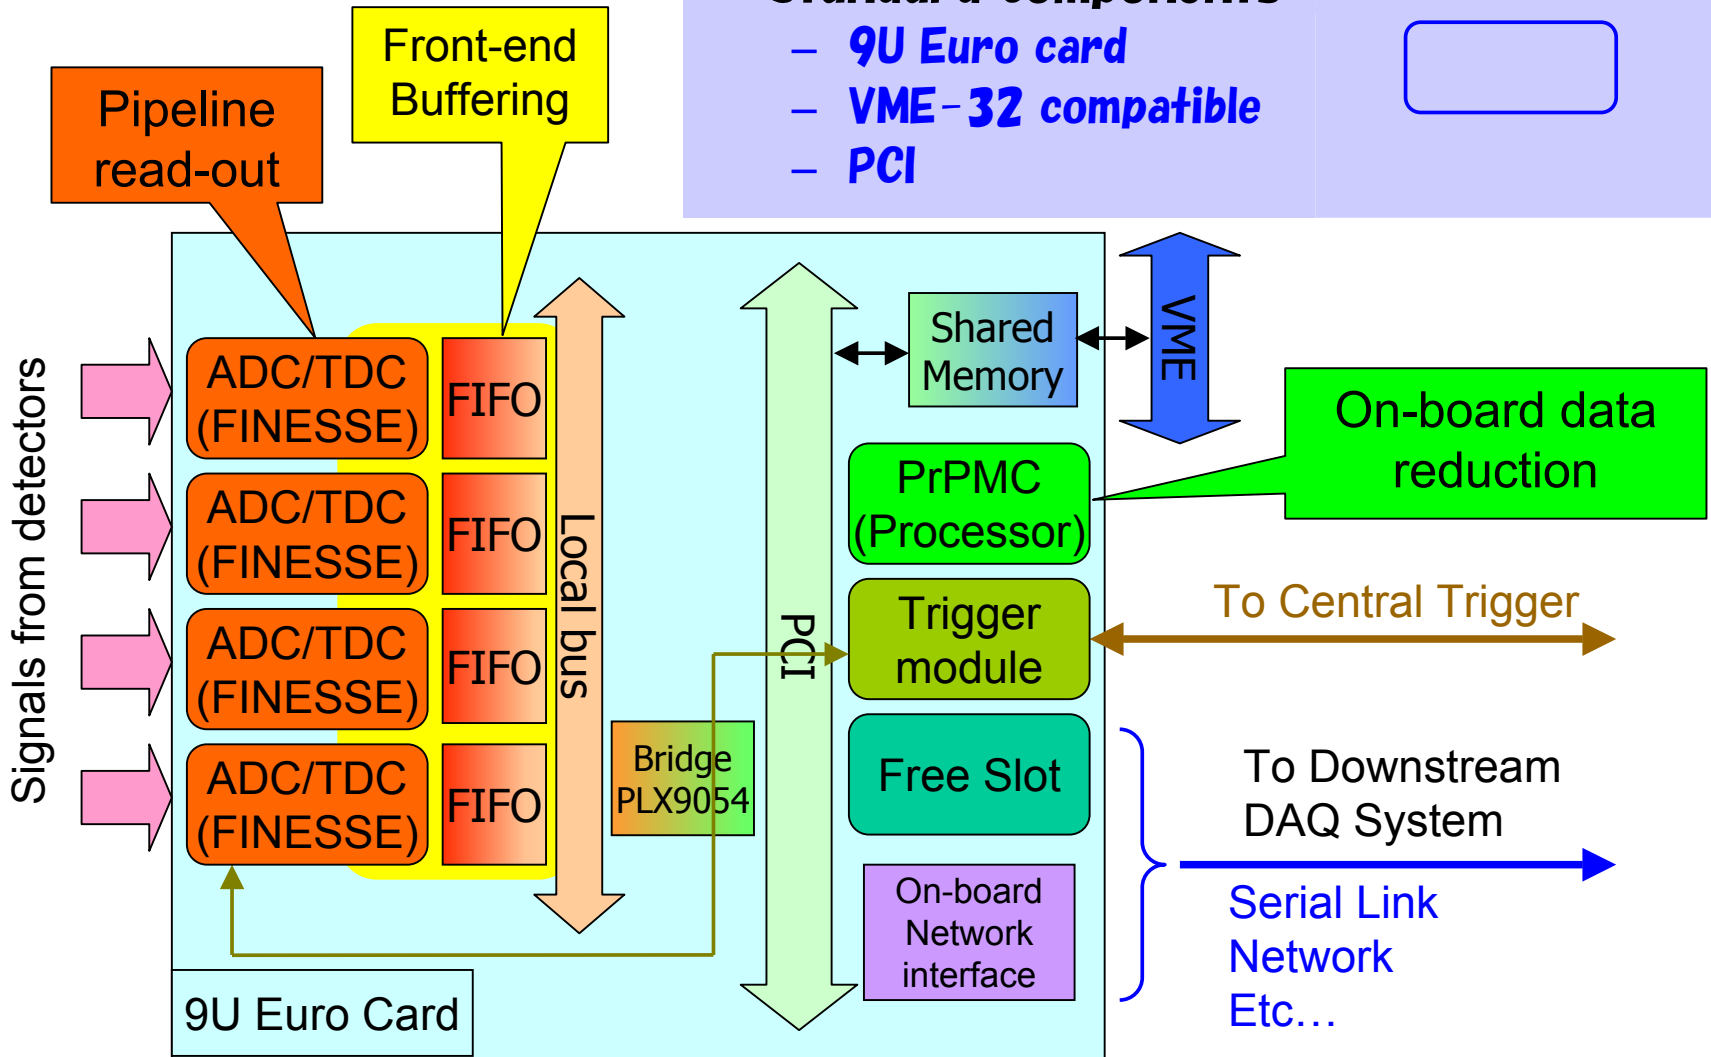 Standard components
– 9U Euro card
– VME-32 compatible
– PCI
Front-end
Buffering
Pipeline
read-out
Signals from detectors
ADC/TDC
(FINESSE)
FIFO
ADC/TDC
(FINESSE)
FIFO
ADC/TDC
(FINESSE)
FIFO
ADC/TDC
(FINESSE)
FIFO
Local bus
Bridge
PLX9054
PCI
Shared
Memory
VME
PrPMC
(Processor)
On-board data
reduction
Trigger
module
To Central Trigger
Free Slot
On-board
Network
interface
To Downstream
DAQ System
Serial Link
Network
Etc…
9U Euro Card